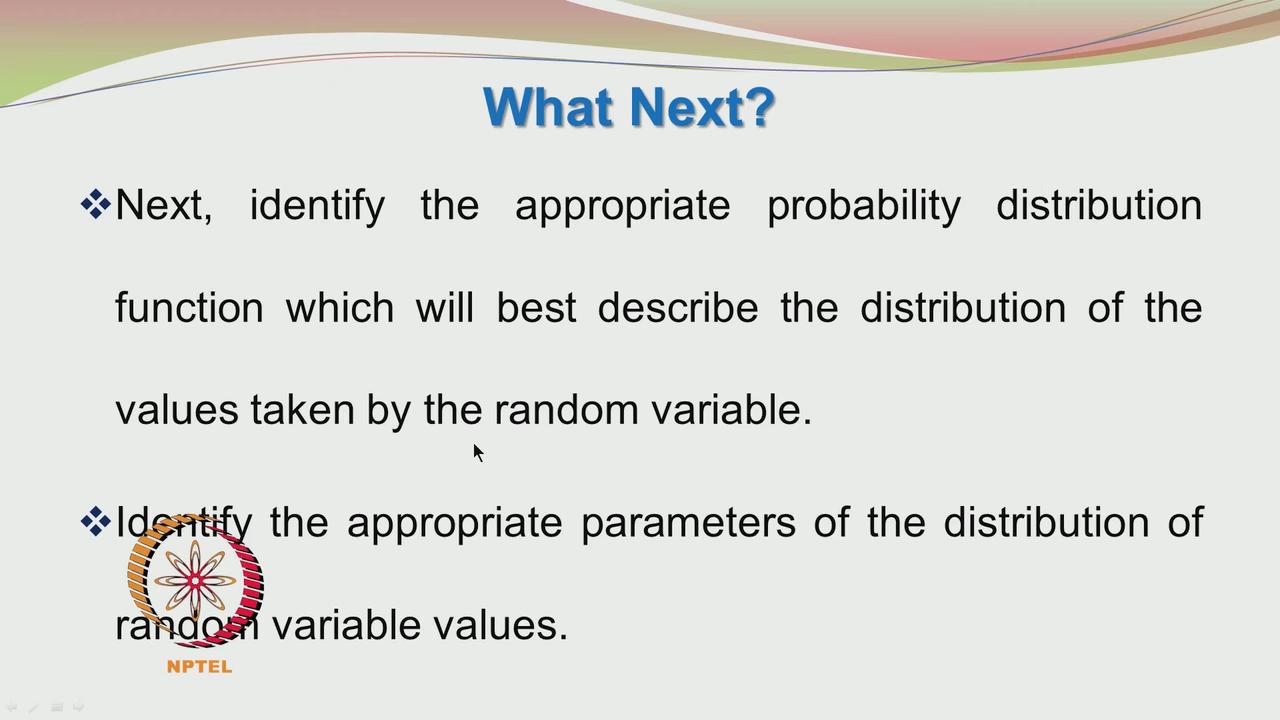 What Next?
❖Next, identify the appropriate probability distribution
function which will best describe the distribution of the
values taken by the random variable.
❖Identify the appropriate parameters of the distribution of
random variable values.
NPTEL